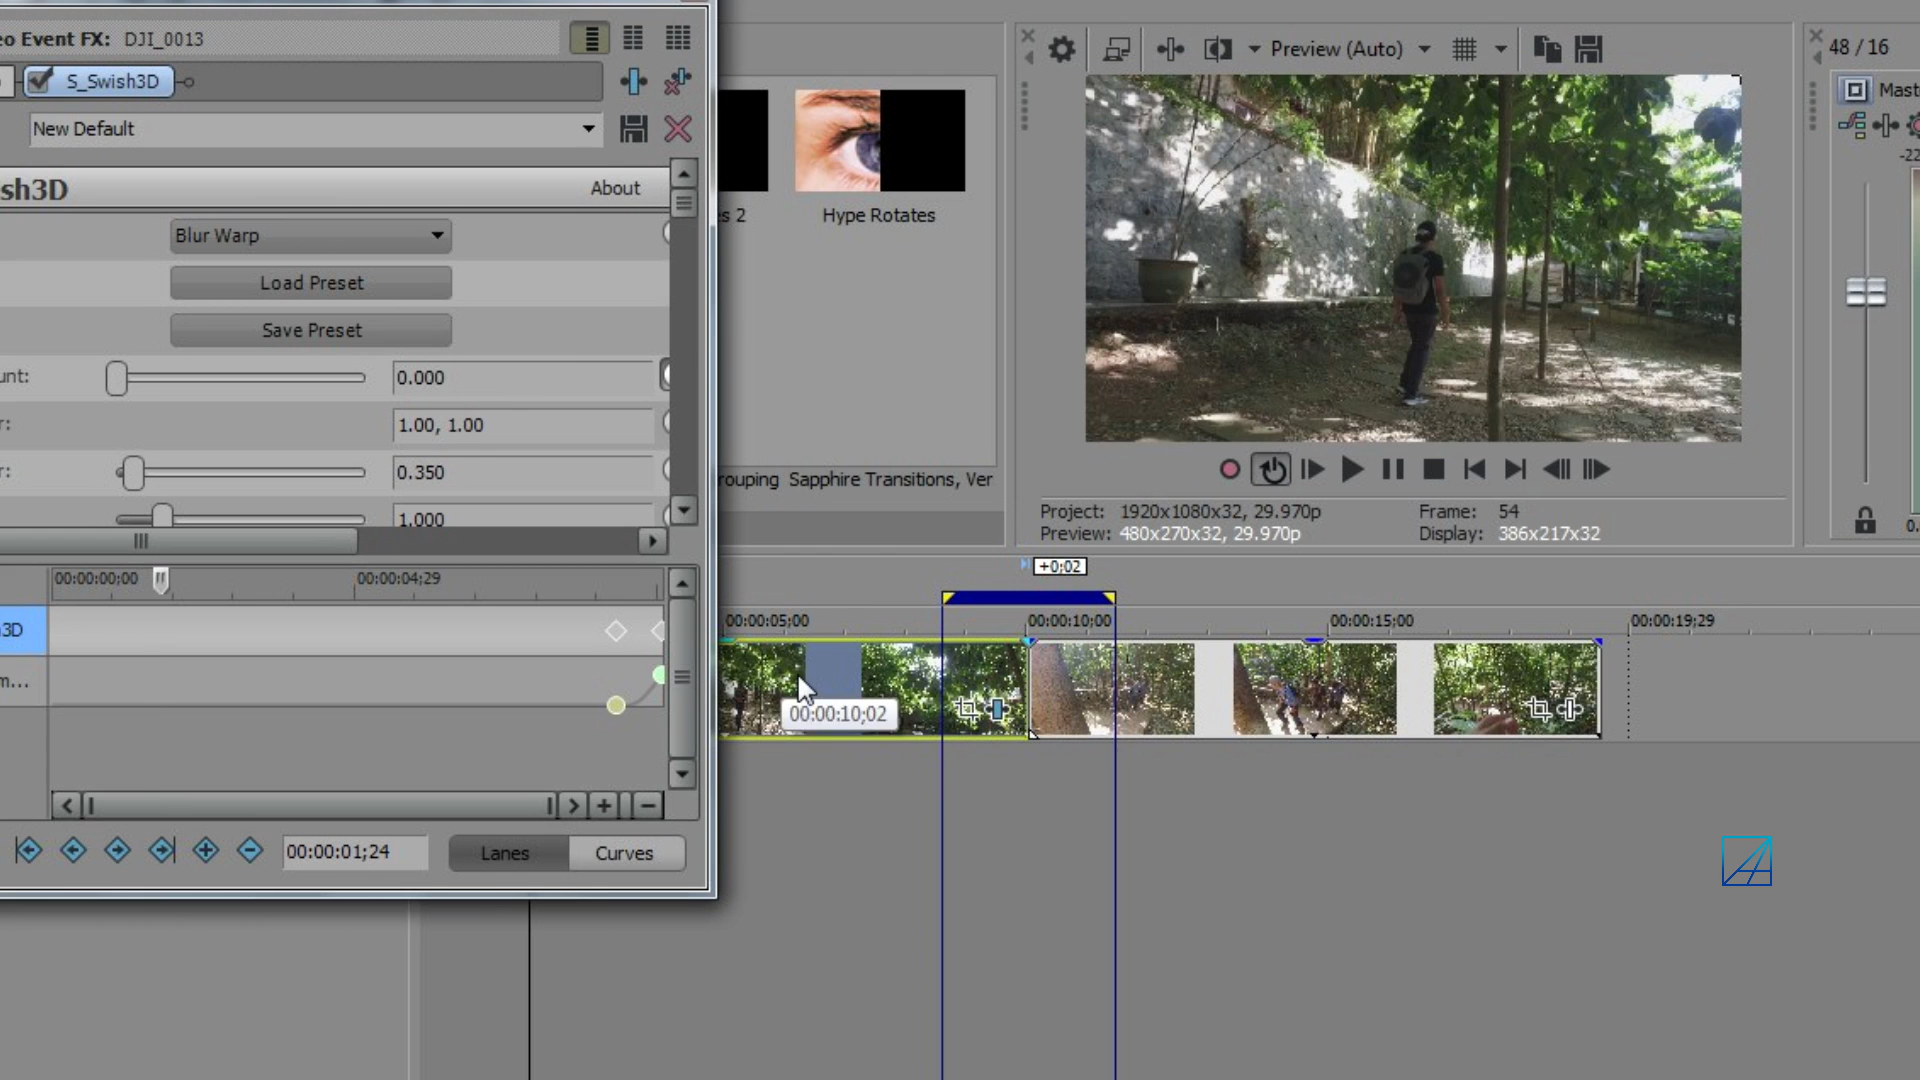 eo Event FX: DJI_0013
S_Swish3D
New Default
sh3D
About
Blur Warp
Load Preset
Save Preset
unt:
0.000
r:
1.00, 1.00
r:
0.350
1.000
00:00:00;00
00:00:04;29
3D
m...
00:00:01;24
Lanes
Curves
s 2
Hype Rotates
rouping Sapphire Transitions, Ver
Preview (Auto)
Project: 1920x1080x32, 29.970p
Frame: 54
Preview: 480x270x32, 29.970p
Display: 386x217x32
48 / 16
Mast
-22
0.
+0;02
00:00:05;00
00:00:10;00
00:00:15;00
00:00:19;29
00:00:10;02